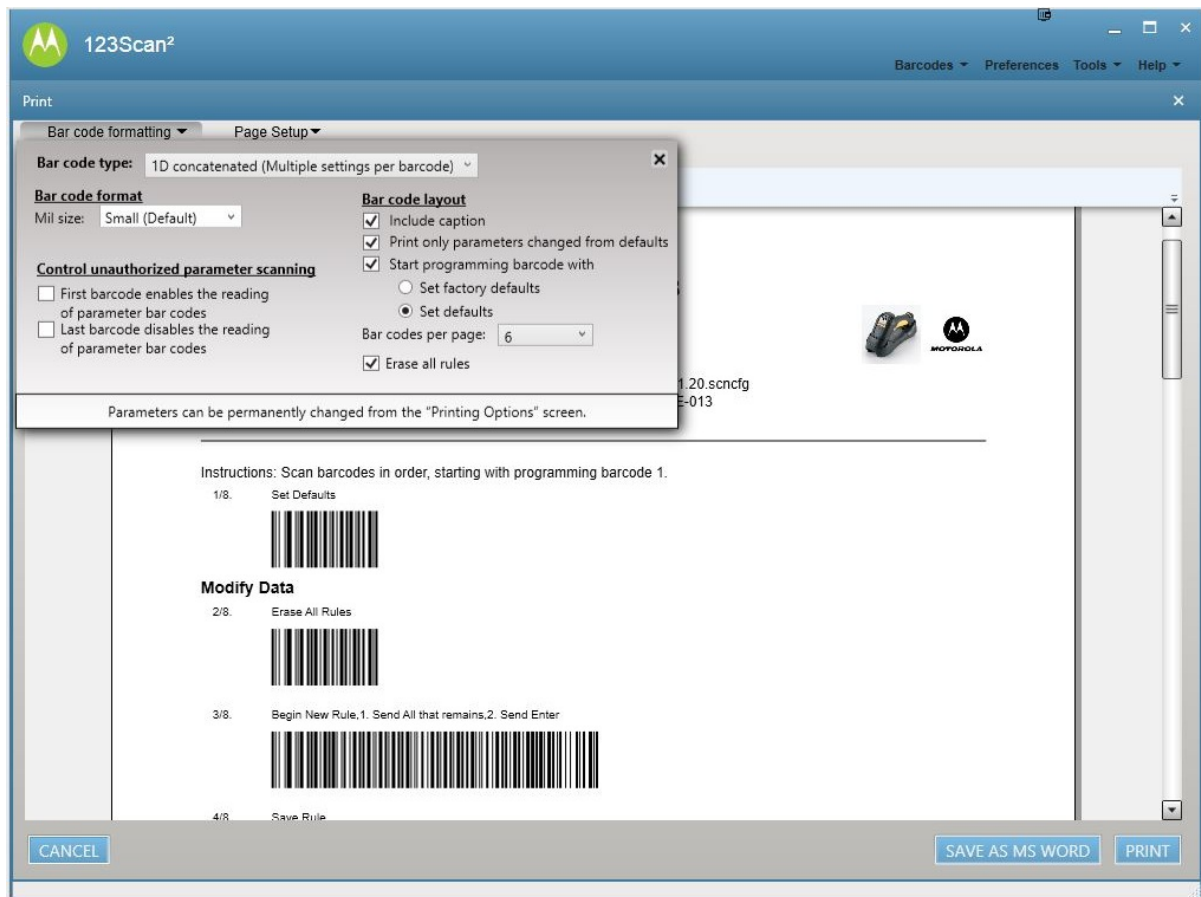 123Scan²
Barcodes Preferences Tools Help
Print
Bar code formatting Page Setup
Bar code type: 1D concatenated (Multiple settings per barcode)
Bar code format
Mil size: Small (Default)
Control unauthorized parameter scanning
First barcode enables the reading
of parameter bar codes
Last barcode disables the reading
of parameter bar codes
Bar code layout
Include caption
Print only parameters changed from defaults
Start programming barcode with
Set factory defaults
Set defaults
Bar codes per page: 6
Erase all rules
Parameters can be permanently changed from the "Printing Options" screen.
MOTOROLA
1.20.scncfg
E-013
Instructions: Scan barcodes in order, starting with programming barcode 1.
1/8. Set Defaults
Modify Data
2/8. Erase All Rules
3/8. Begin New Rule,1. Send All that remains,2. Send Enter
4/8. Save Rule
CANCEL SAVE AS MS WORD PRINT